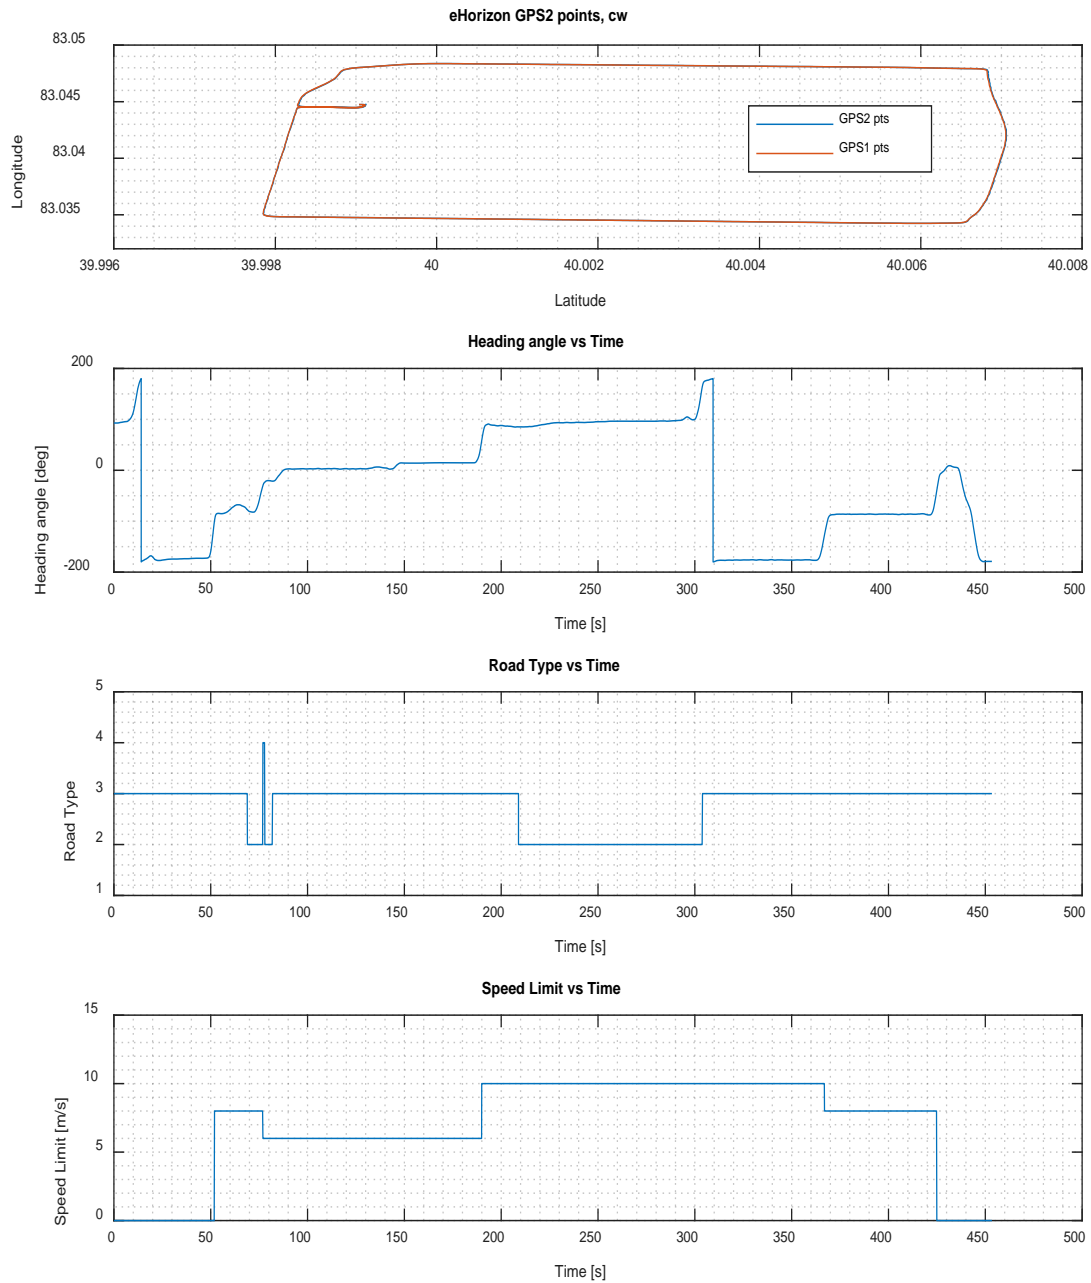 eHorizon GPS2 points, cw
83.05
83.045
83.04
83.035
Longitude
GPS2 pts
GPS1 pts
39.996 39.998 40 40.002 40.004 40.006 40.008
Latitude
Heading angle vs Time
200
0
-200
Heading angle [deg]
0 50 100 150 200 250 300 350 400 450 500
Time [s]
Road Type vs Time
5
4
3
2
1
Road Type
0 50 100 150 200 250 300 350 400 450 500
Time [s]
Speed Limit vs Time
15
10
5
0
Speed Limit [m/s]
0 50 100 150 200 250 300 350 400 450 500
Time [s]